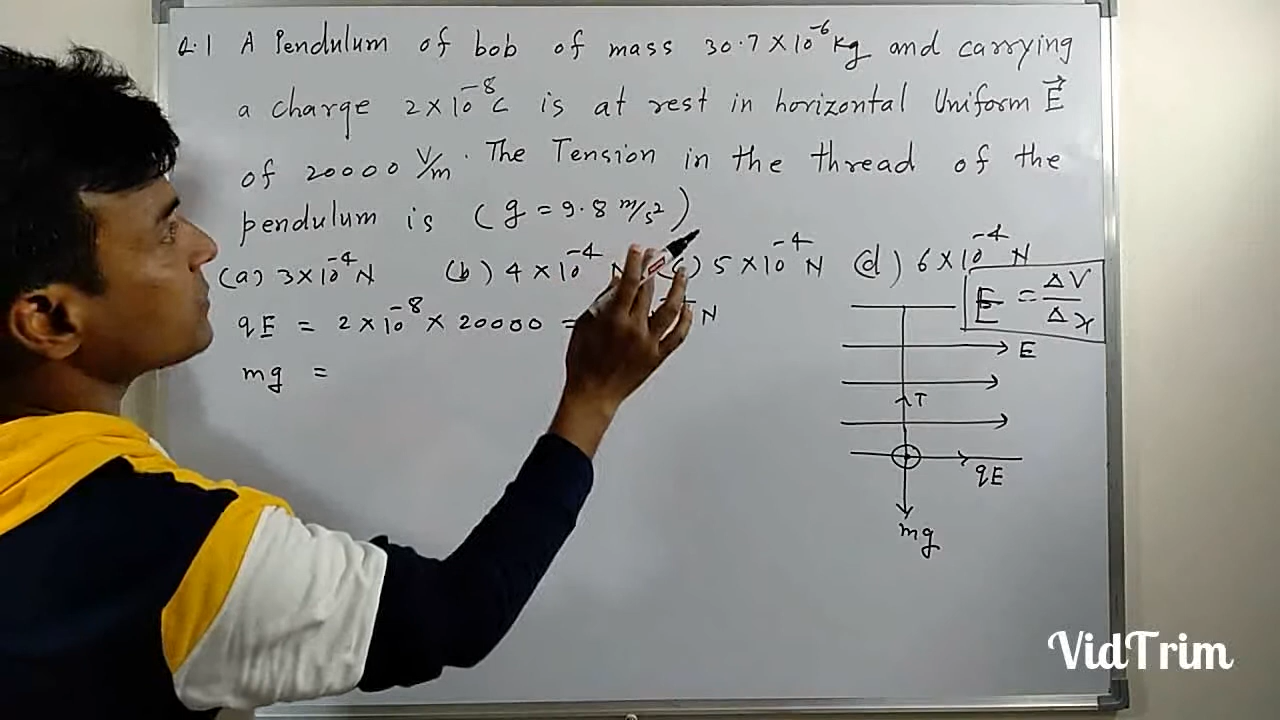 Q.1 A Pendulum of bob of mass 30.7 × 10⁻⁶ kg and carrying
a charge 2 × 10⁻⁸ C is at rest in horizontal Uniform E⃗
of 20000 V/m. The Tension in the thread of the
pendulum is (g = 9.8 m/s²)
(a) 3 × 10⁻⁴ N (b) 4 × 10⁻⁴ N (c) 5 × 10⁻⁴ N (d) 6 × 10⁻⁴ N
E = ΔV/Δx
qE = 2 × 10⁻⁸ × 20000 = N
mg =
E
T
qE
mg
VidTrim